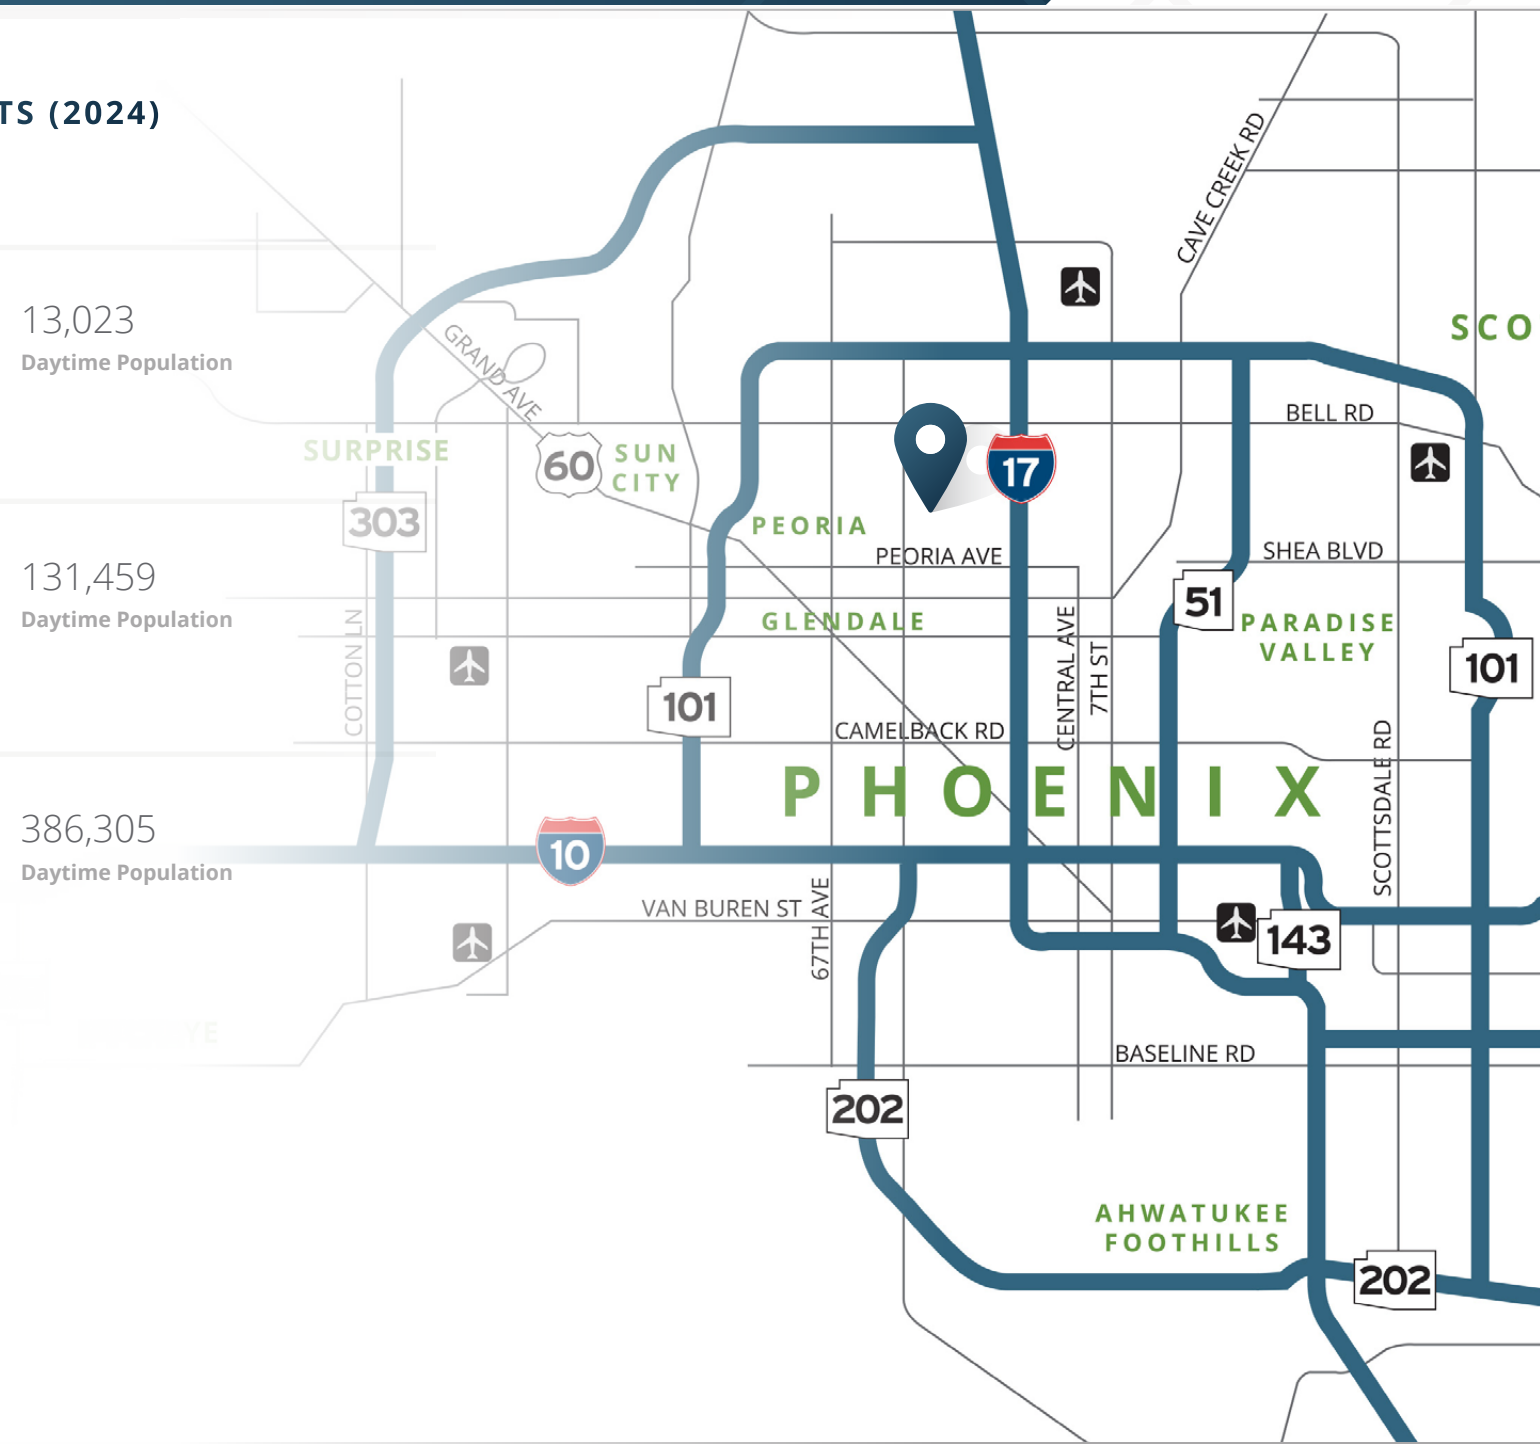 TS (2024)
13,023
Daytime Population
131,459
Daytime Population
386,305
Daytime Population
CAVE CREEK RD
SCO
GRAND AVE
BELL RD
SURPRISE
60
SUN
CITY
17
303
PEORIA
PEORIA AVE
SHEA BLVD
51
GLENDALE
PARADISE
VALLEY
COTTON LN
CENTRAL AVE
7TH ST
101
101
CAMELBACK RD
PHOENIX
SCOTTSDALE RD
10
VAN BUREN ST
67TH AVE
143
YE
BASELINE RD
202
AHWATUKEE
FOOTHILLS
202